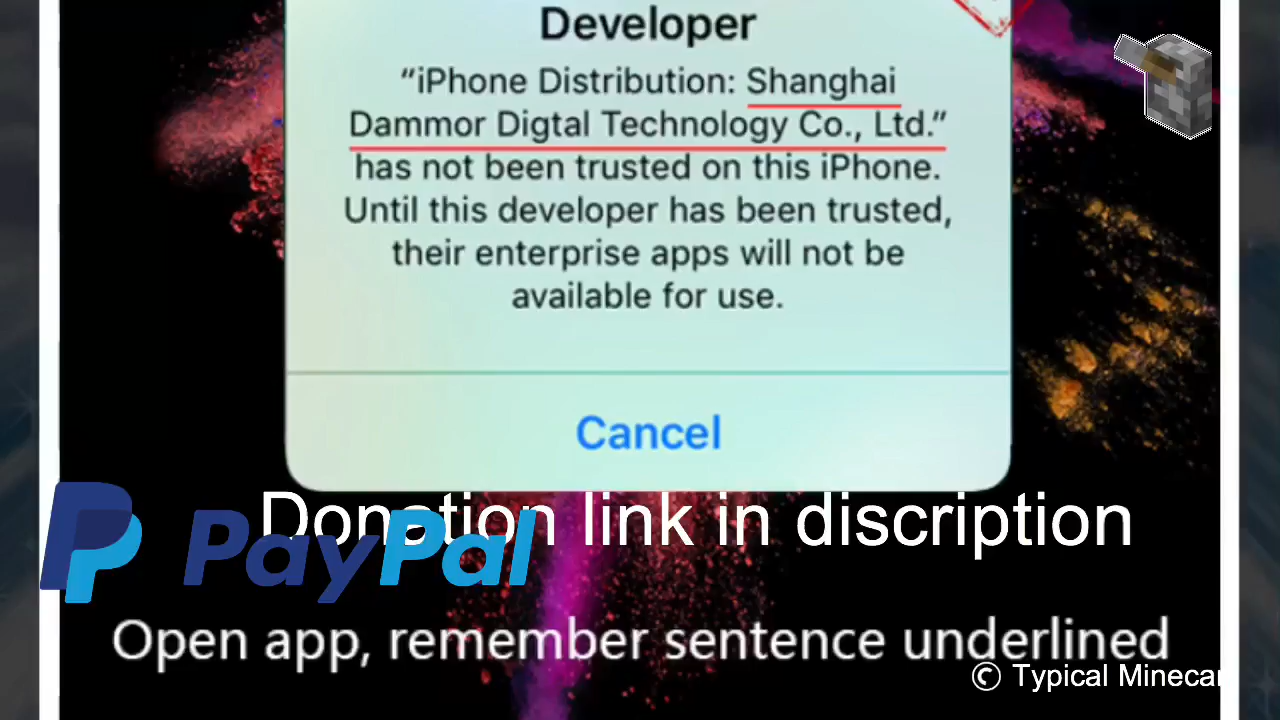 Developer
“iPhone Distribution: Shanghai
Dammor Digtal Technology Co., Ltd.”
has not been trusted on this iPhone.
Until this developer has been trusted,
their enterprise apps will not be
available for use.
Cancel
Donation link in discription
PayPal
Open app, remember sentence underlined
© Typical Minecar